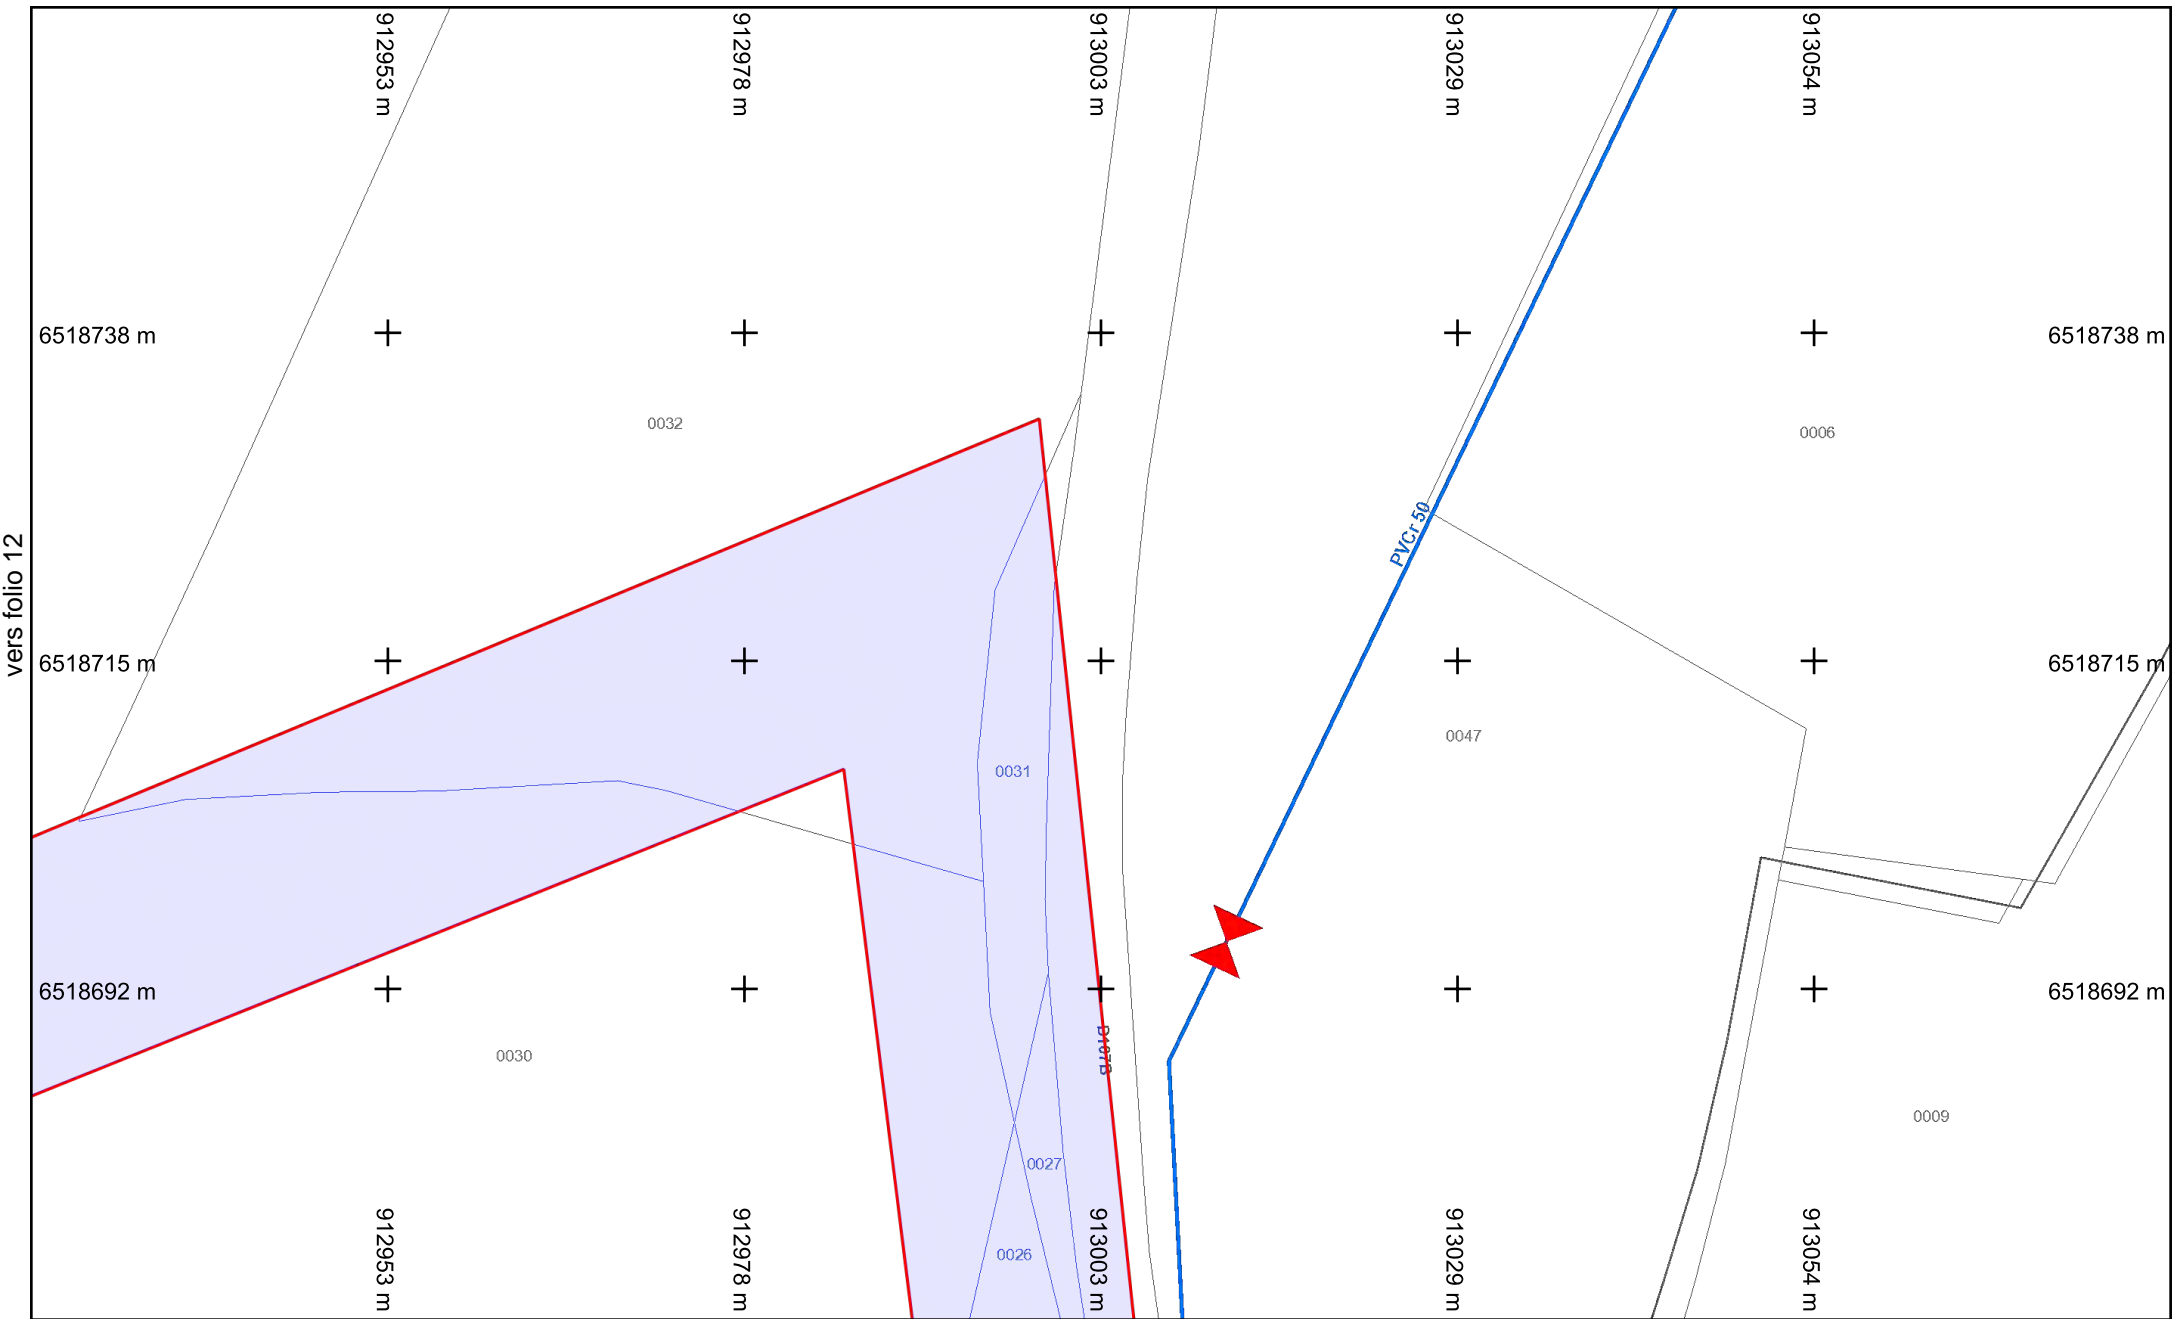 912953 m
912978 m
913003 m
913029 m
913054 m
6518738 m
6518738 m
0032
0006
PVCr 50
vers folio 12
6518715 m
6518715 m
0047
0031
6518692 m
6518692 m
D107B
0030
0009
0027
0026
912953 m
912978 m
913003 m
913029 m
913054 m